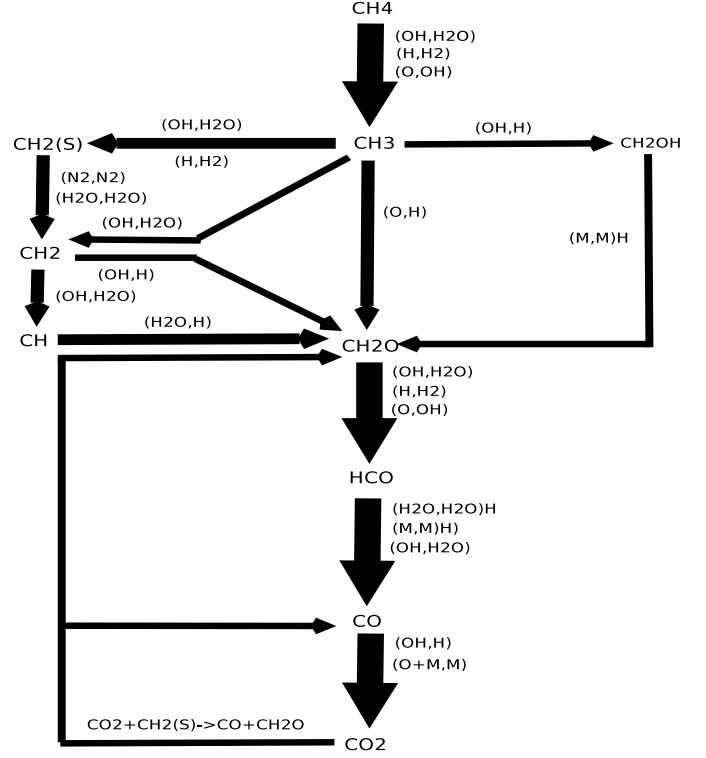 CH4
(OH,H2O)
(H,H2)
(O,OH)
(OH,H2O)
(OH,H)
CH2(S)
CH3
CH2OH
(H,H2)
(N2,N2)
(H2O,H2O)
(OH,H2O)
(O,H)
(M,M)H
CH2
(OH,H)
(OH,H2O)
(H2O,H)
CH
CH2O
(OH,H2O)
(H,H2)
(O,OH)
HCO
(H2O,H2O)H
(M,M)H)
(OH,H2O)
CO
(OH,H)
(O+M,M)
CO2+CH2(S)->CO+CH2O
CO2